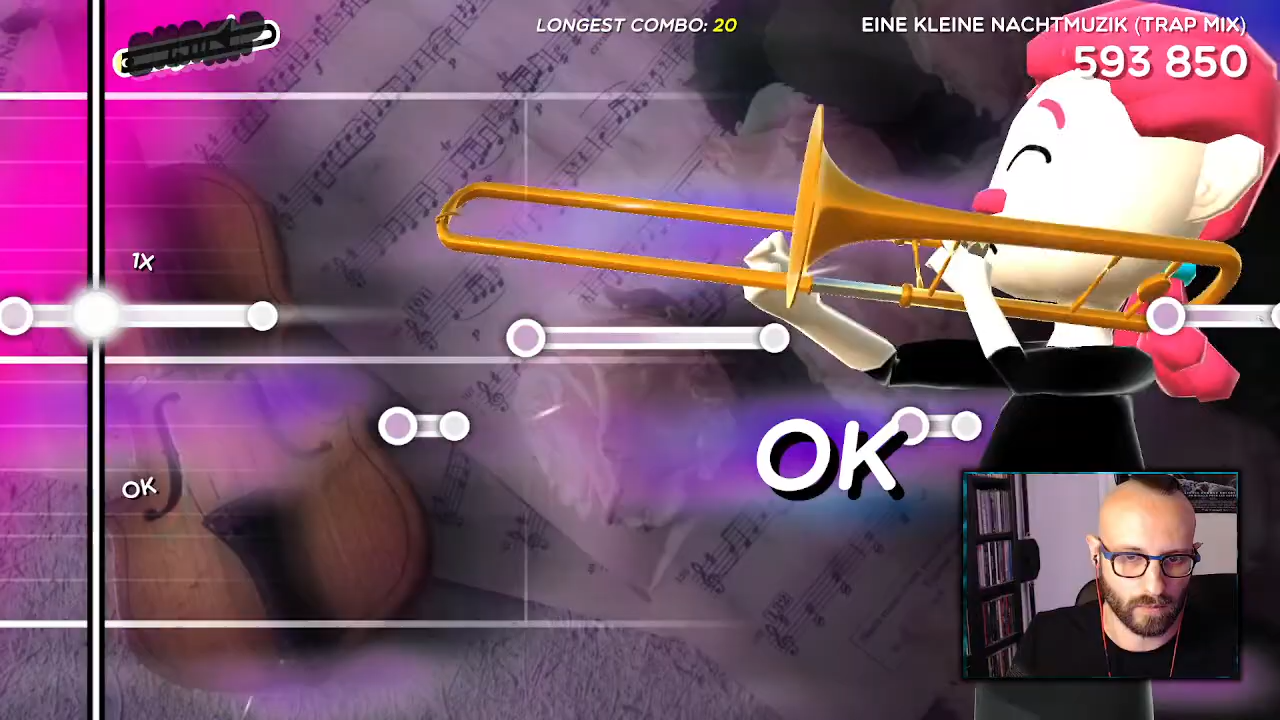 LONGEST COMBO: 20
EINE KLEINE NACHTMUZIK (TRAP MIX)
593 850
1X
OK
OK